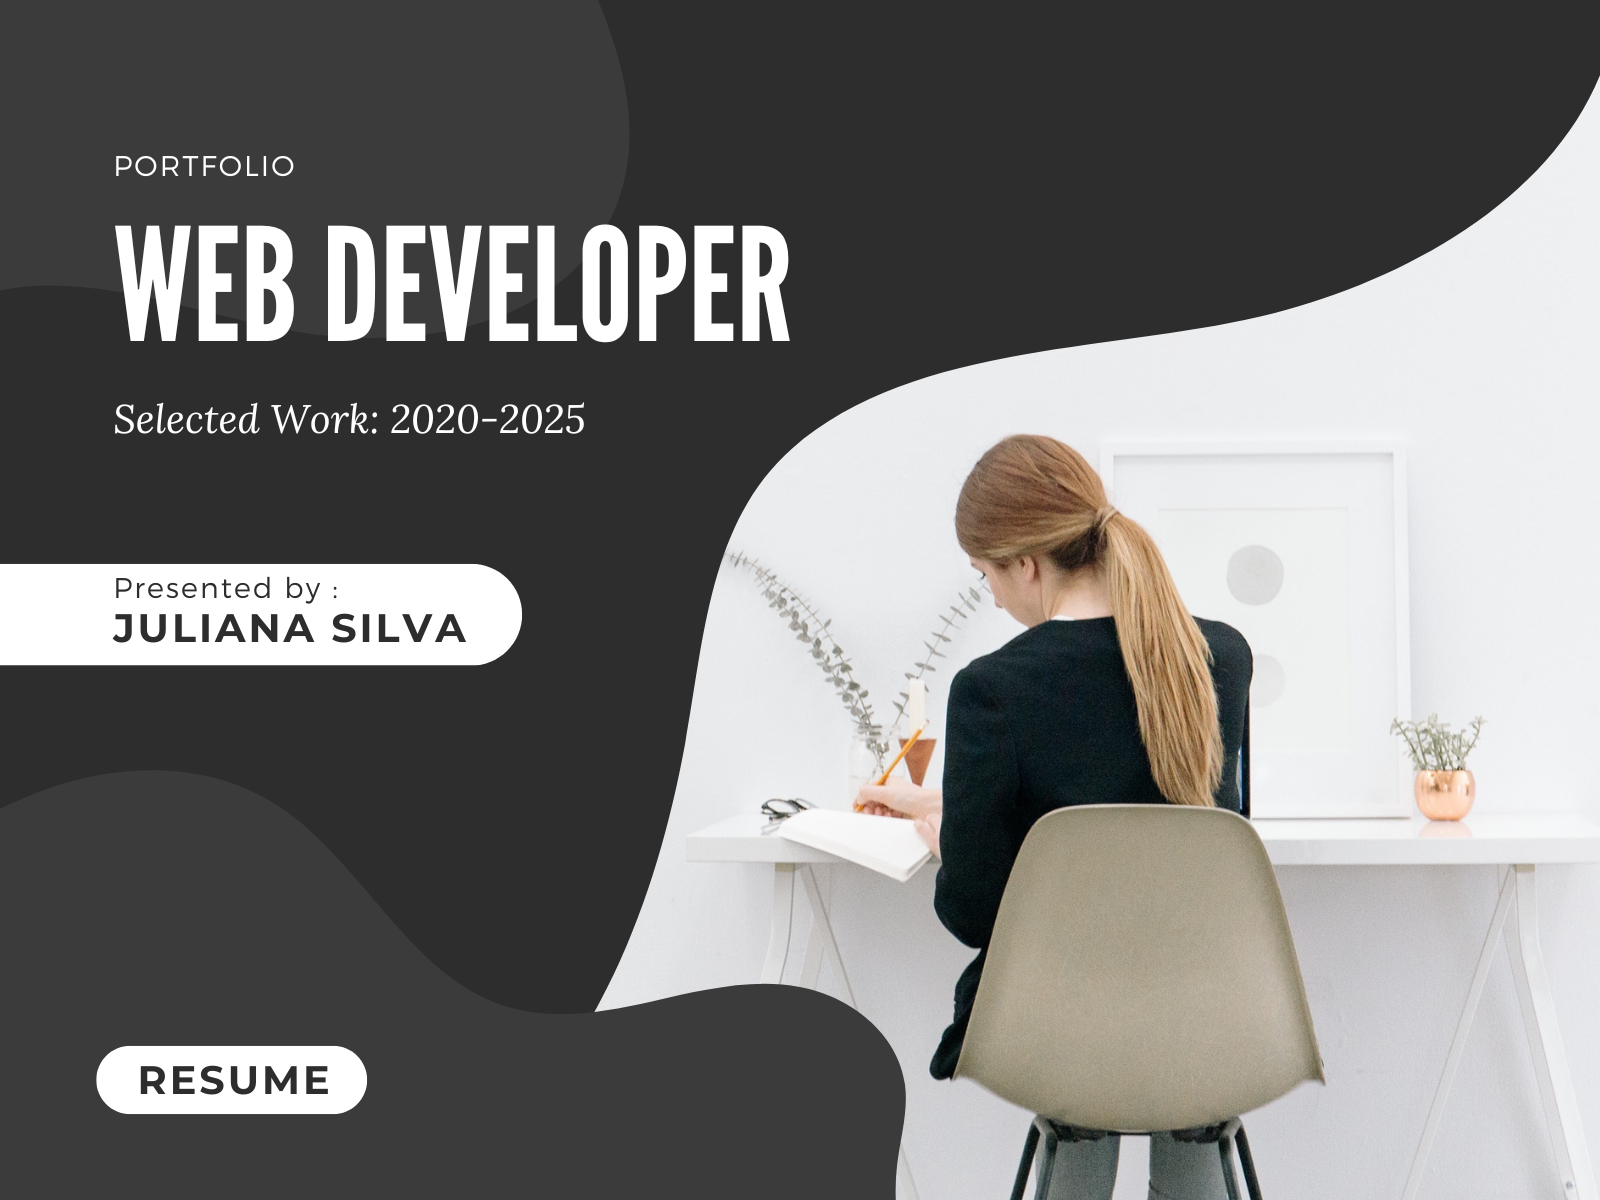 PORTFOLIO
WEB DEVELOPER
Selected Work: 2020-2025
Presented by :
JULIANA SILVA
RESUME